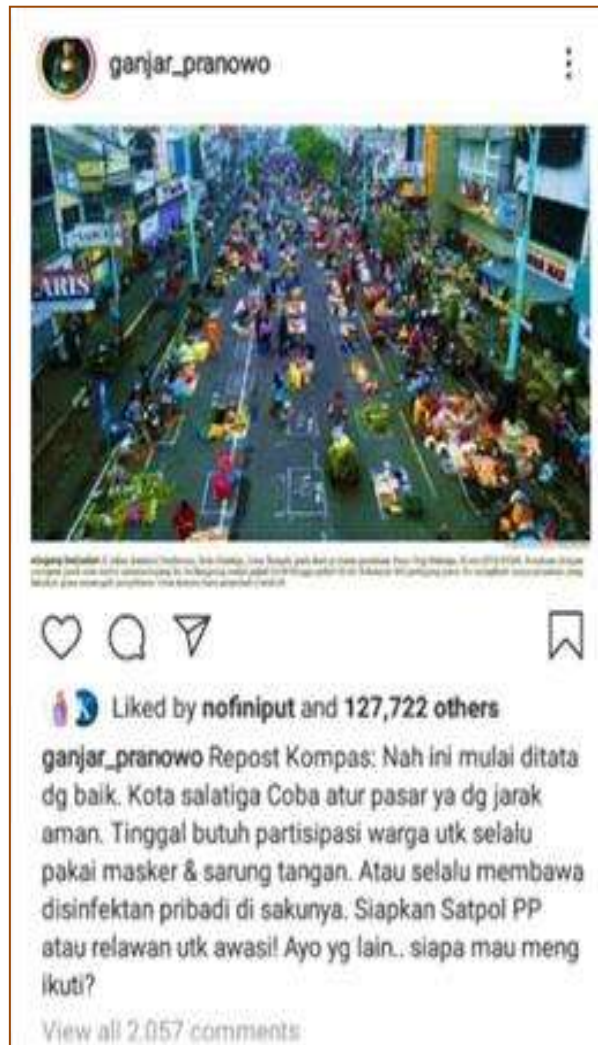 ganjar_pranowo
ARIS
Liked by nofiniput and 127,722 others
ganjar_pranowo Repost Kompas: Nah ini mulai ditata
dg baik. Kota salatiga Coba atur pasar ya dg jarak
aman. Tinggal butuh partisipasi warga utk selalu
pakai masker & sarung tangan. Atau selalu membawa
disinfektan pribadi di sakunya. Siapkan Satpol PP
atau relawan utk awasi! Ayo yg lain.. siapa mau meng
ikuti?
View all 2.057 comments